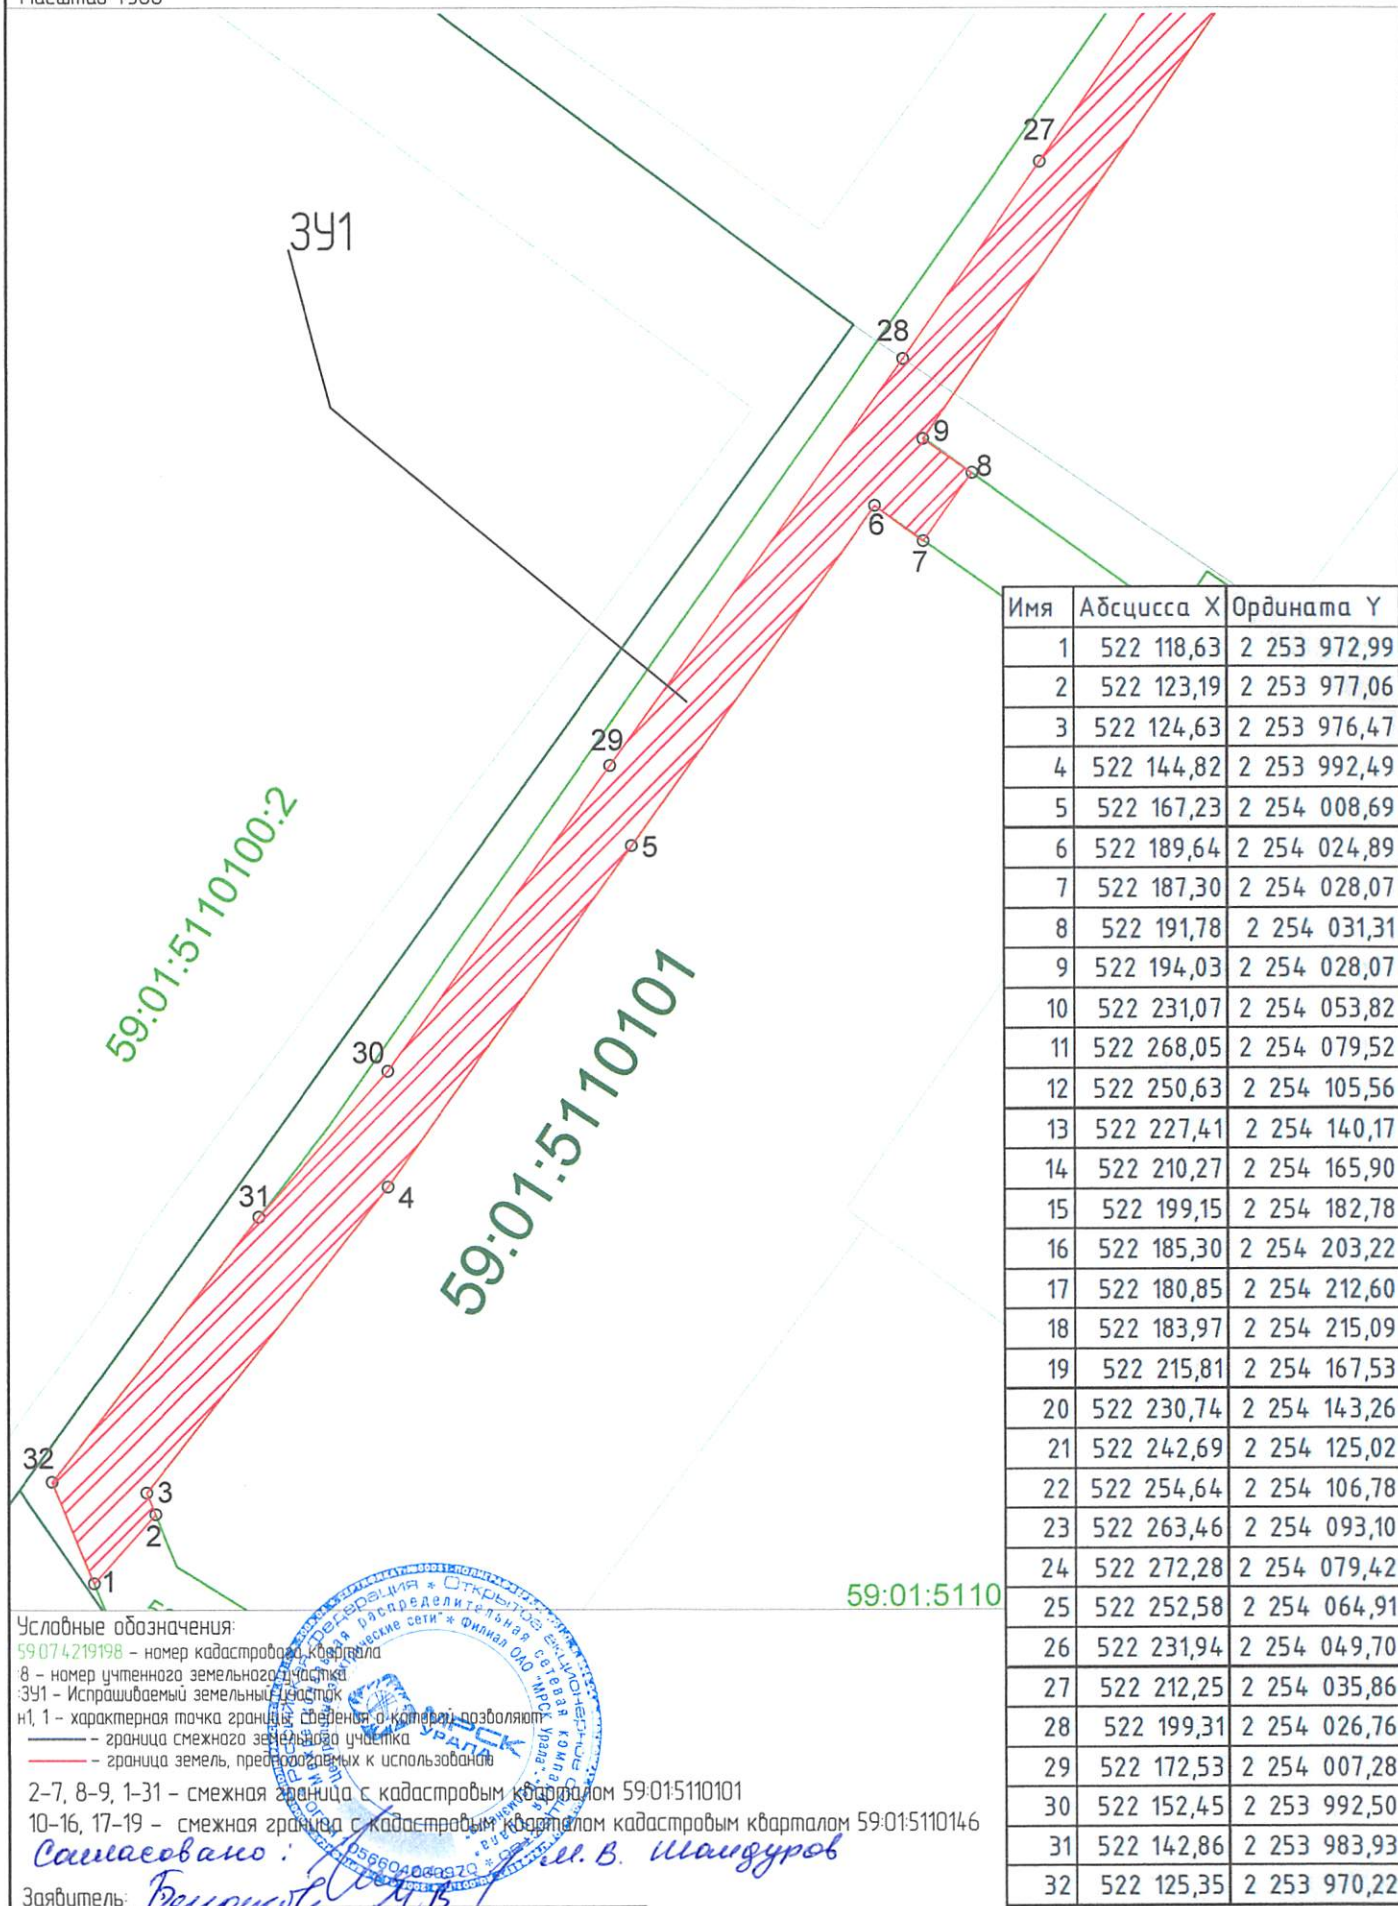 27
ЗУ1
28
9
8
6
7
29
5
59:01:5110100:2
30
59:01:5110101
31
4
32
3
2
1
59:01:5110
Имя Абсцисса X Ордината Y
1 522 118,63 2 253 972,99
2 522 123,19 2 253 977,06
3 522 124,63 2 253 976,47
4 522 144,82 2 253 992,49
5 522 167,23 2 254 008,69
6 522 189,64 2 254 024,89
7 522 187,30 2 254 028,07
8 522 191,78 2 254 031,31
9 522 194,03 2 254 028,07
10 522 231,07 2 254 053,82
11 522 268,05 2 254 079,52
12 522 250,63 2 254 105,56
13 522 227,41 2 254 140,17
14 522 210,27 2 254 165,90
15 522 199,15 2 254 182,78
16 522 185,30 2 254 203,22
17 522 180,85 2 254 212,60
18 522 183,97 2 254 215,09
19 522 215,81 2 254 167,53
20 522 230,74 2 254 143,26
21 522 242,69 2 254 125,02
22 522 254,64 2 254 106,78
23 522 263,46 2 254 093,10
24 522 272,28 2 254 079,42
25 522 252,58 2 254 064,91
26 522 231,94 2 254 049,70
27 522 212,25 2 254 035,86
28 522 199,31 2 254 026,76
29 522 172,53 2 254 007,28
30 522 152,45 2 253 992,50
31 522 142,86 2 253 983,93
32 522 125,35 2 253 970,22
Условные обозначения:
59:07:4219198 – номер кадастрового квартала
:8 – номер учтенного земельного участка
:ЗУ1 – Испрашиваемый земельный участок
н1, 1 – характерная точка границы, сведения о которой позволяют
– граница смежного земельного участка
– граница земель, предполагаемых к использованию
2-7, 8-9, 1-31 – смежная граница с кадастровым кварталом 59:01:5110101
10-16, 17-19 – смежная граница с кадастровым кварталом кадастровым кварталом 59:01:5110146
МРСК
УРАЛА
Согласовано: М.В. Шандуров
Заявитель: